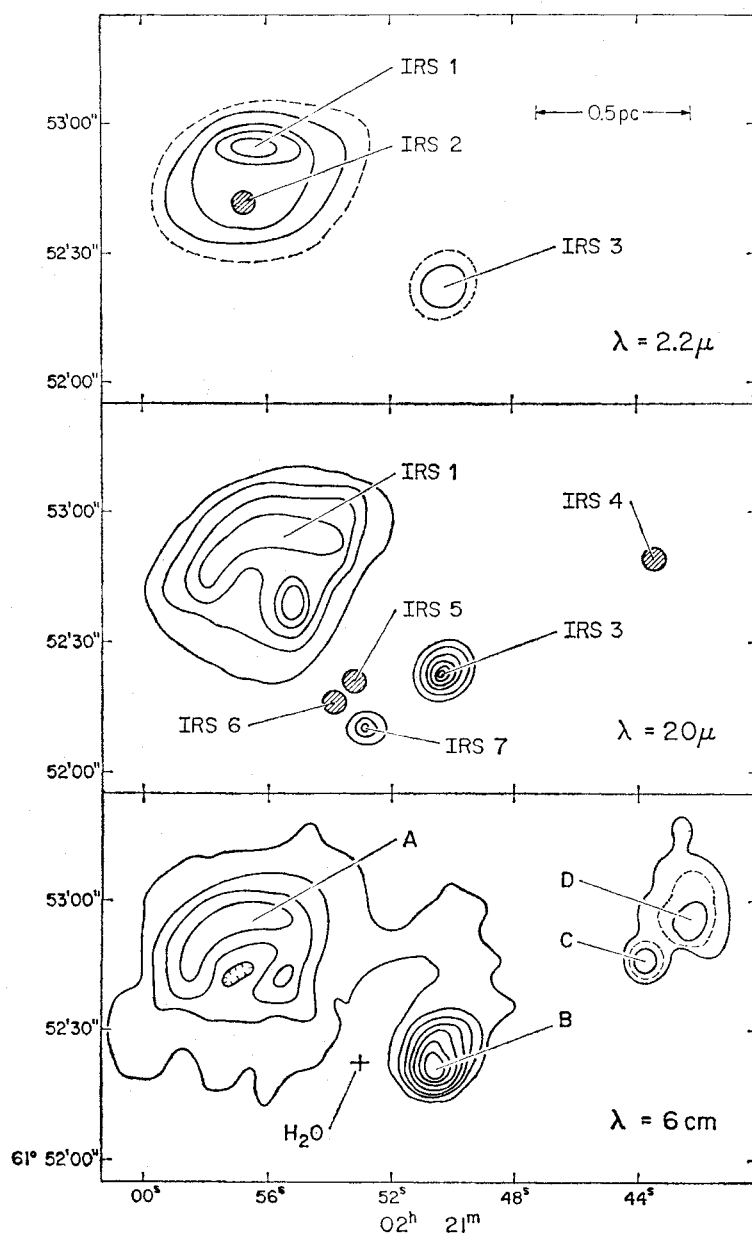 IRS 1
53'00"
0.5pc
IRS 2
52'30"
IRS 3
λ = 2.2μ
52'00"
IRS 1
53'00"
IRS 4
IRS 5
52'30"
IRS 3
IRS 6
IRS 7
λ = 20μ
52'00"
A
53'00"
D
C
52'30"
B
H₂O
λ = 6 cm
61° 52'00"
00ˢ 56ˢ 52ˢ 48ˢ 44ˢ
02ʰ 21ᵐ